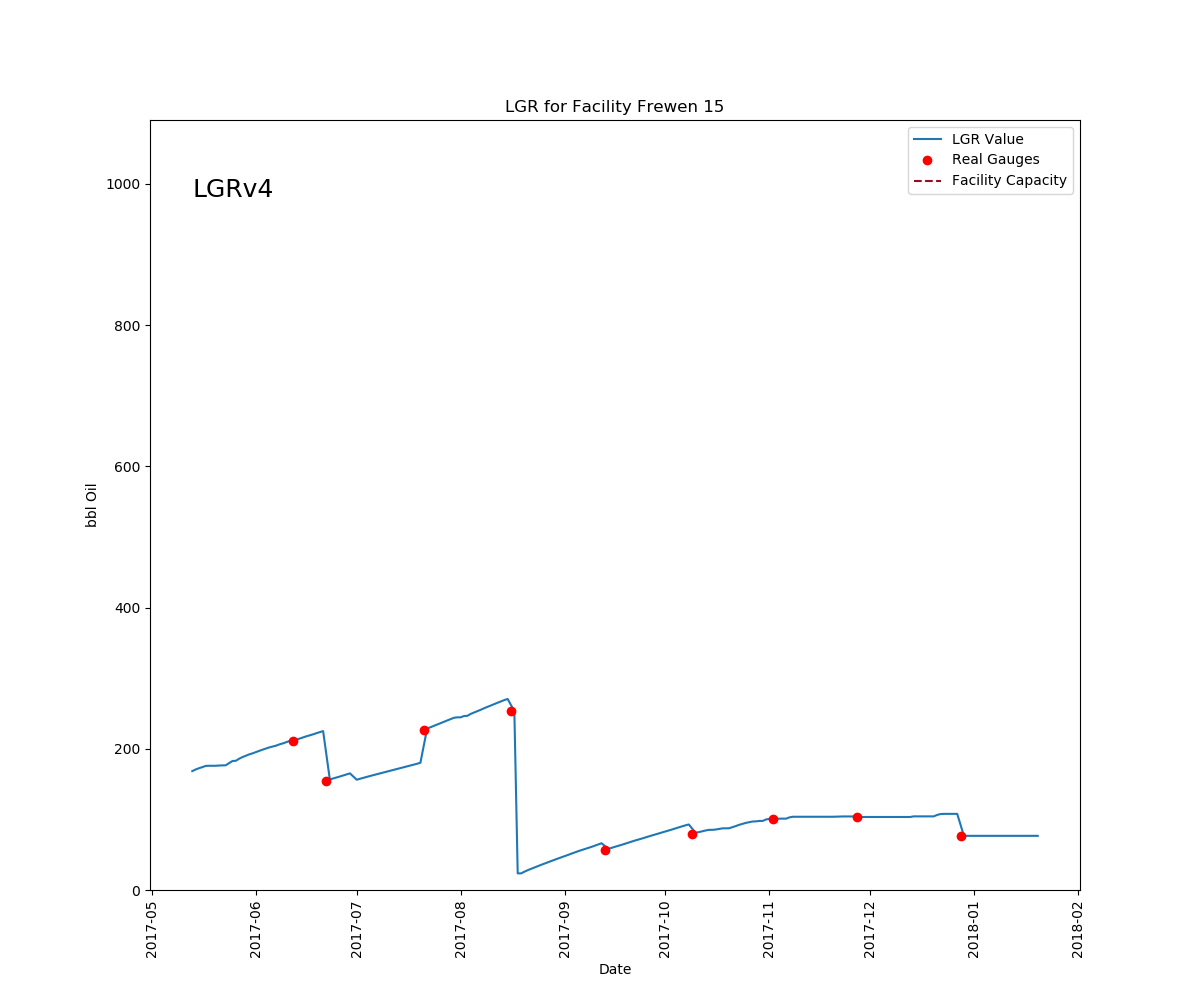 LGR for Facility Frewen 15
LGR Value
Real Gauges
Facility Capacity
LGRv4
1000
800
600
400
200
0
bbl Oil
2017-05
2017-06
2017-07
2017-08
2017-09
2017-10
2017-11
2017-12
2018-01
2018-02
Date